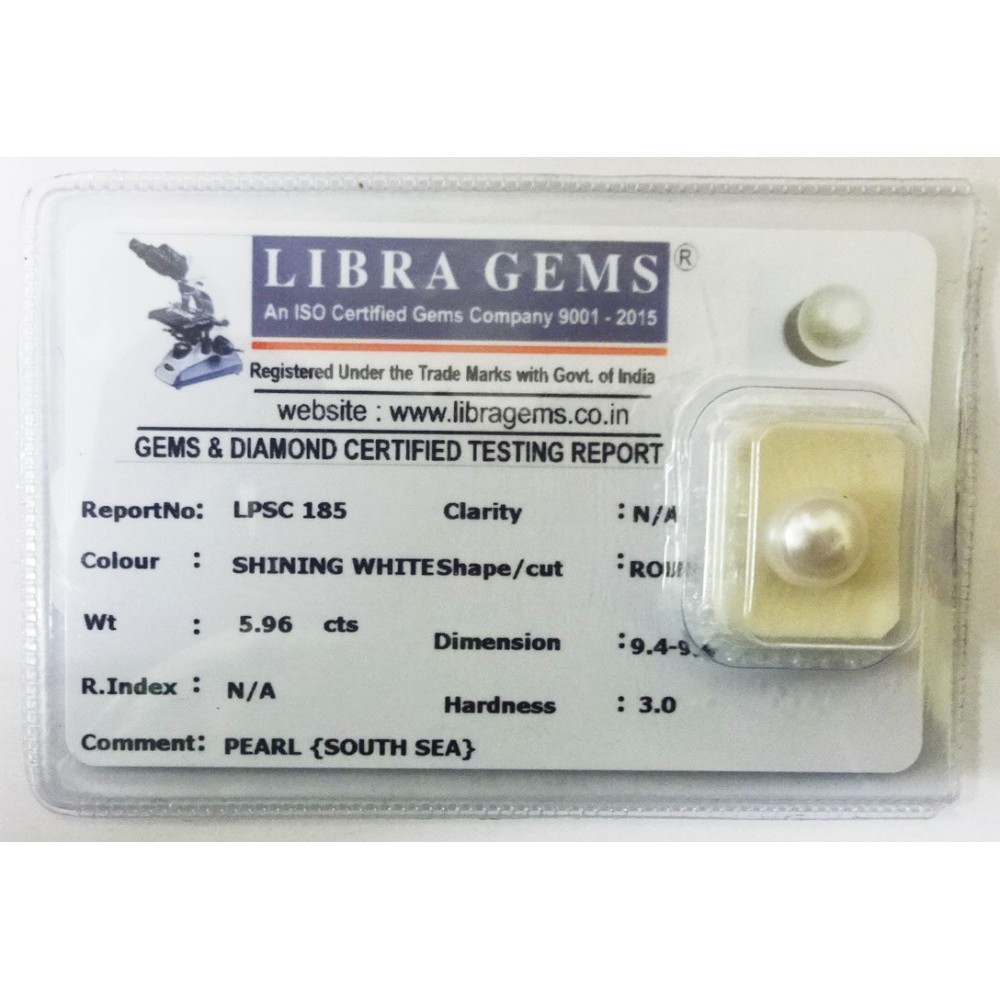 LIBRA GEMS ®
An ISO Certified Gems Company 9001 - 2015
Registered Under the Trade Marks with Govt. of India
website : www.libragems.co.in
GEMS & DIAMOND CERTIFIED TESTING REPORT
ReportNo: LPSC 185 Clarity : N/A
Colour : SHINING WHITE Shape/cut :
Wt : 5.96 cts Dimension :
R.Index : N/A Hardness : 3.0
Comment: PEARL {SOUTH SEA}